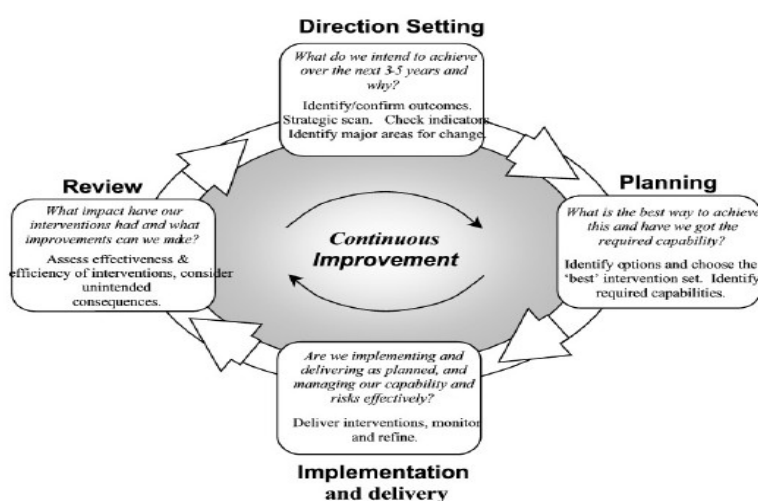 Direction Setting
What do we intend to achieve
over the next 3-5 years and
why?
Identify/confirm outcomes.
Strategic scan. Check indicators
Identify major areas for change.
Review
What impact have our
interventions had and what
improvements can we make?
Assess effectiveness &
efficiency of interventions, consider
unintended
consequences.
Continuous
Improvement
Planning
What is the best way to achieve
this and have we got the
required capability?
Identify options and choose the
'best' intervention set. Identify
required capabilities.
Are we implementing and
delivering as planned, and
managing our capability and
risks effectively?
Deliver interventions, monitor
and refine.
Implementation
and delivery